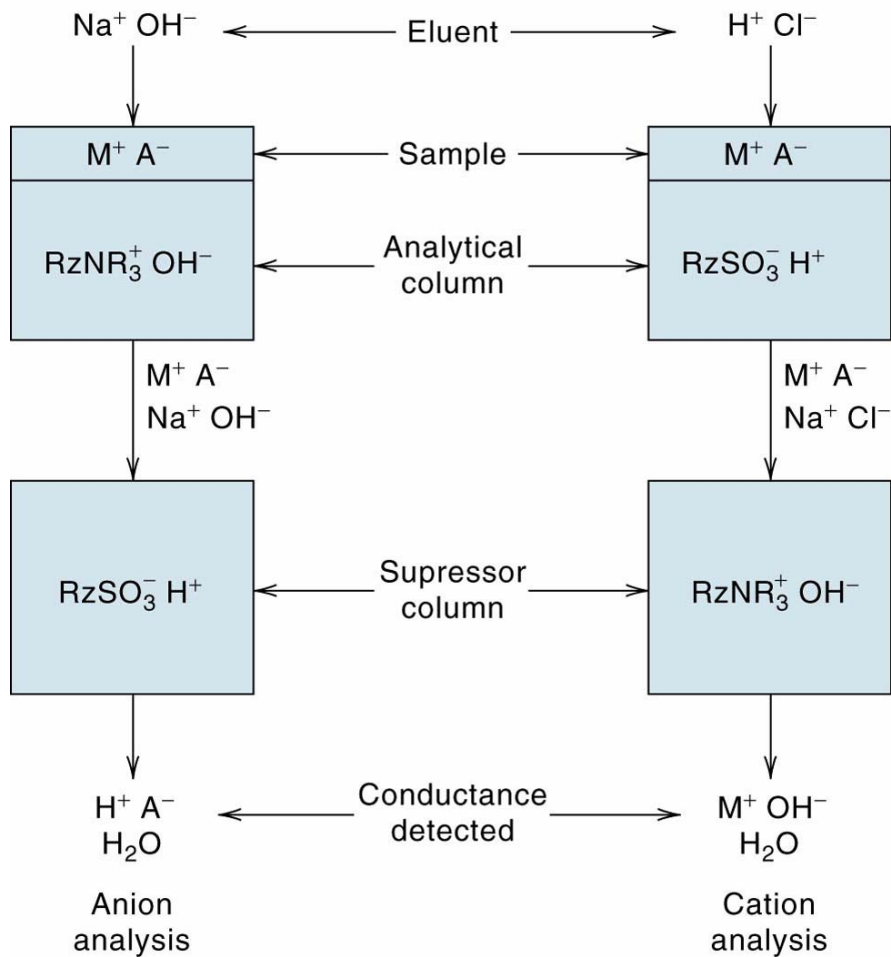 Na⁺ OH⁻ Eluent H⁺ Cl⁻
M⁺ A⁻ Sample M⁺ A⁻
RzNR₃⁺ OH⁻ Analytical column RzSO₃⁻ H⁺
M⁺ A⁻ M⁺ A⁻
Na⁺ OH⁻ Na⁺ Cl⁻
RzSO₃⁻ H⁺ Supressor column RzNR₃⁺ OH⁻
H⁺ A⁻ Conductance M⁺ OH⁻
H₂O detected H₂O
Anion Cation
analysis analysis